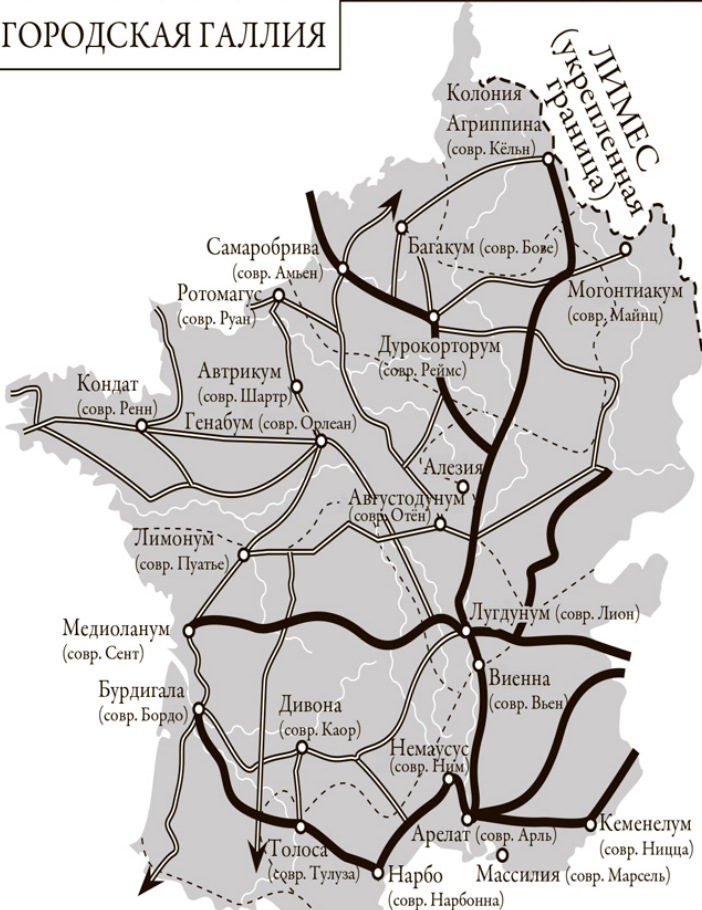 ГОРОДСКАЯ ГАЛЛИЯ
ЛИМЕС
(укрепленная
граница)
Колония
Агриппина
(совр. Кёльн)
Самаробрива
(совр. Амьен)
Багакум (совр. Бове)
Ротомагус
(совр. Руан)
Могонтиакум
(совр. Майнц)
Дурокорторум
(совр. Реймс)
Автрикум
(совр. Шартр)
Кондат
(совр. Ренн)
Генабум (совр. Орлеан)
Алезия
Августодунум
(совр. Отён)
Лимонум
(совр. Пуатье)
Лугдунум (совр. Лион)
Медиоланум
(совр. Сент)
Виенна
(совр. Вьен)
Бурдигала
(совр. Бордо)
Дивона
(совр. Каор)
Немаусус
(совр. Ним)
Арелат (совр. Арль)
Кеменелум
(совр. Ницца)
Толоса
(совр. Тулуза)
Нарбо
(совр. Нарбонна)
Массилия (совр. Марсель)